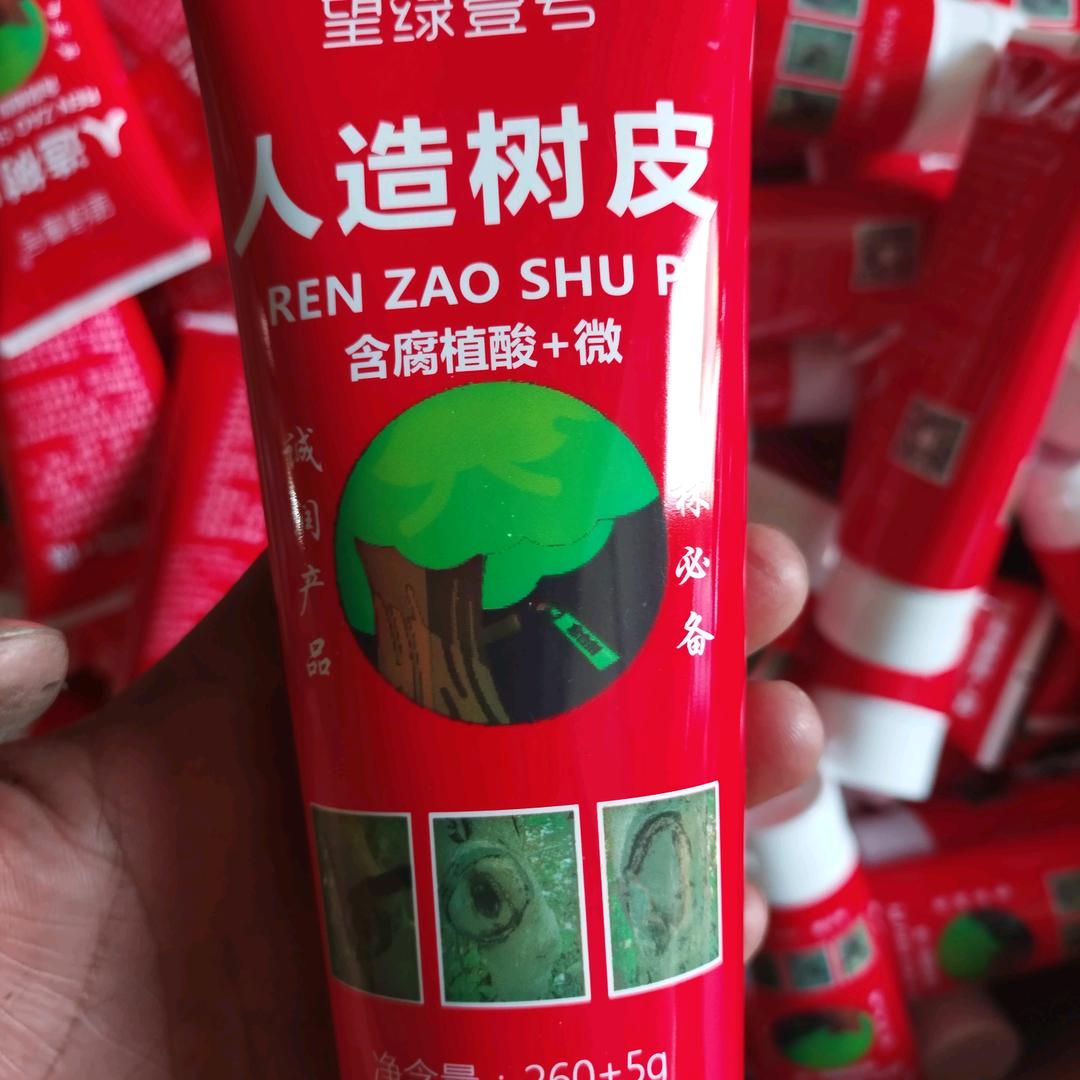 望绿壹号
人造树皮
REN ZAO SHU P
含腐植酸+微
诚润产品
必备
净含量：260±5g